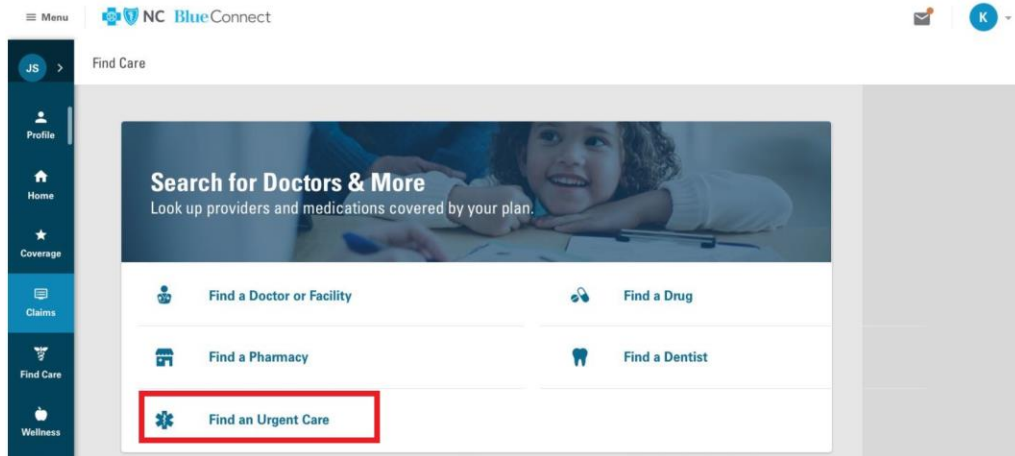 Menu
NC BlueConnect
K
JS >
Find Care
Profile
Home
Coverage
Claims
Find Care
Wellness
Search for Doctors & More
Look up providers and medications covered by your plan.
Find a Doctor or Facility
Find a Drug
Find a Pharmacy
Find a Dentist
Find an Urgent Care